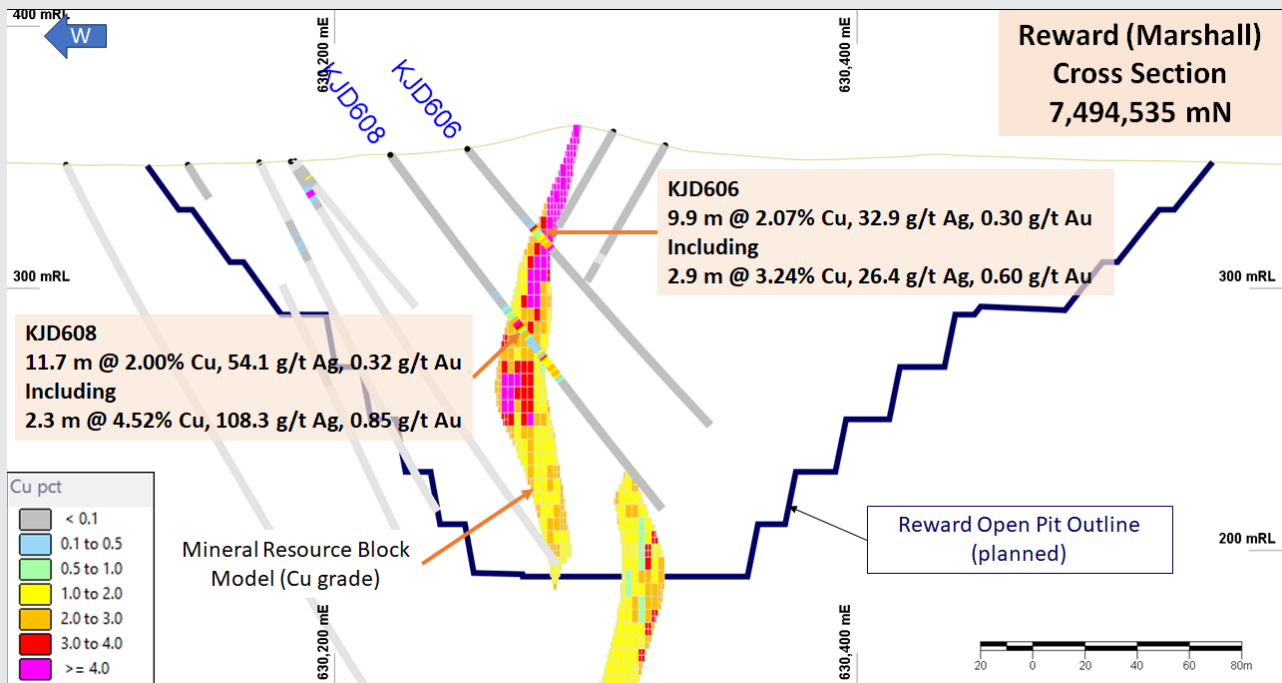 400 mRL
W
630,200 mE
630,400 mE
Reward (Marshall)
Cross Section
7,494,535 mN
KJD608
KJD606
KJD606
9.9 m @ 2.07% Cu, 32.9 g/t Ag, 0.30 g/t Au
Including
2.9 m @ 3.24% Cu, 26.4 g/t Ag, 0.60 g/t Au
300 mRL
300 mRL
KJD608
11.7 m @ 2.00% Cu, 54.1 g/t Ag, 0.32 g/t Au
Including
2.3 m @ 4.52% Cu, 108.3 g/t Ag, 0.85 g/t Au
Cu pct
< 0.1
0.1 to 0.5
0.5 to 1.0
1.0 to 2.0
2.0 to 3.0
3.0 to 4.0
>= 4.0
Mineral Resource Block
Model (Cu grade)
Reward Open Pit Outline
(planned)
200 mRL
630,200 mE
630,400 mE
20 0 20 40 60 80m